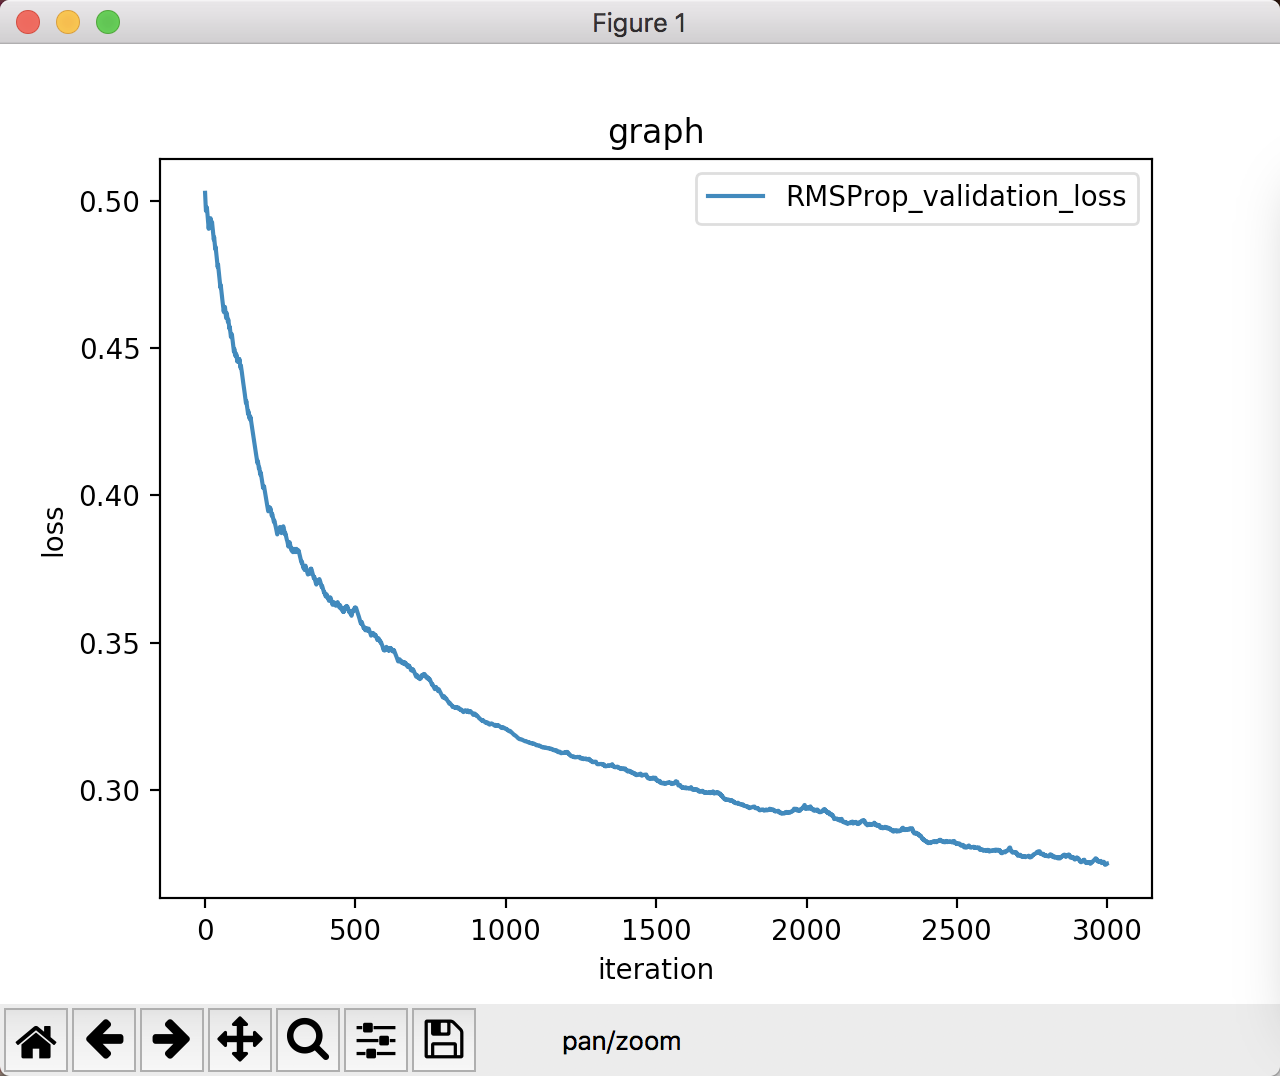 Figure 1
graph
RMSProp_validation_loss
0.50
0.45
0.40
0.35
0.30
loss
0 500 1000 1500 2000 2500 3000
iteration
pan/zoom